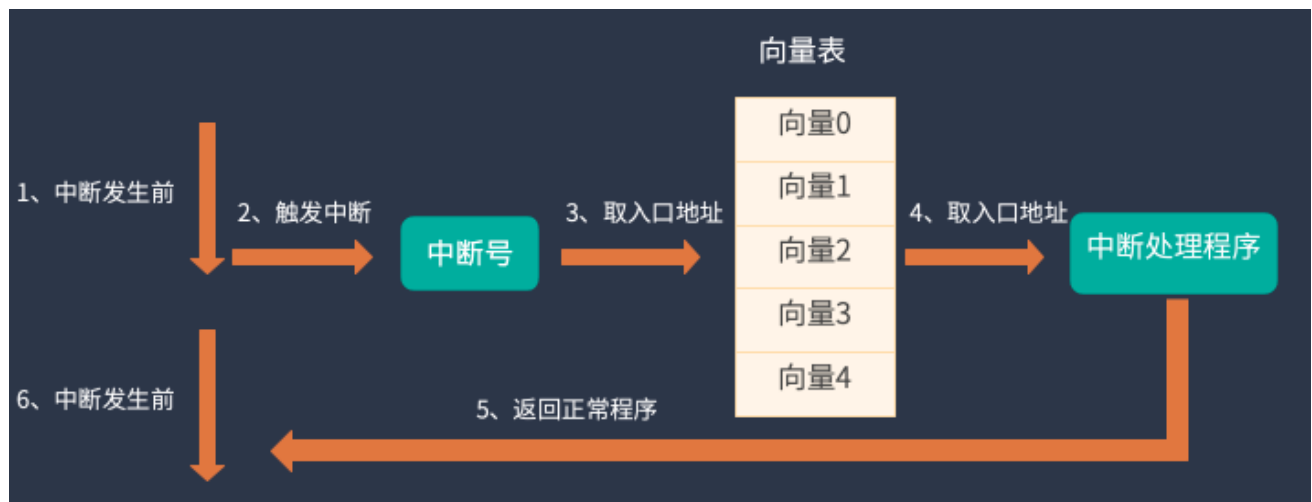 向量表
向量0
1、中断发生前
2、触发中断
中断号
3、取入口地址
向量1
向量2
向量3
向量4
4、取入口地址
中断处理程序
5、返回正常程序
6、中断发生前